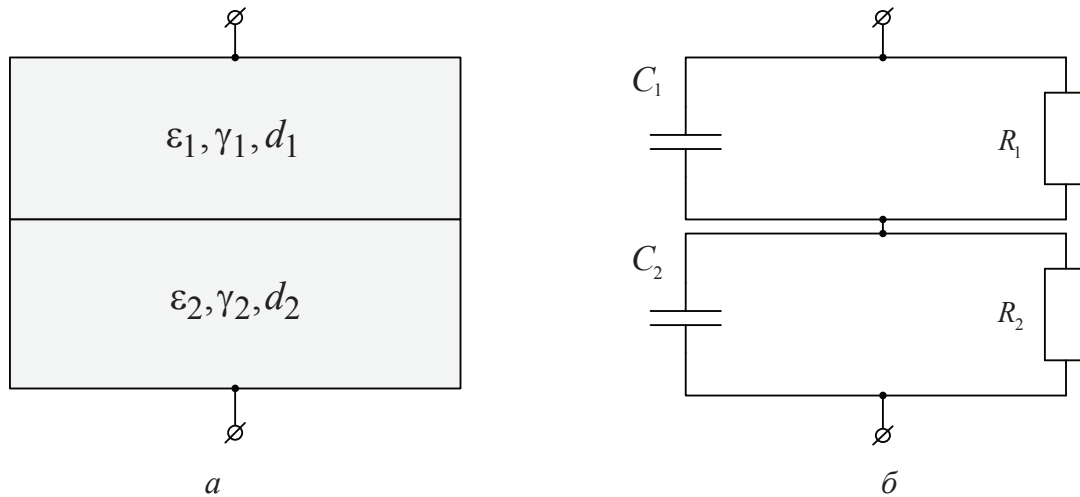 ε₁, γ₁, d₁
ε₂, γ₂, d₂
а
C₁
R₁
C₂
R₂
б